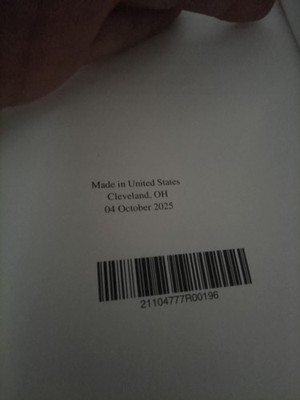 Made in United States
Cleveland, OH
04 October 2025
21104777R00196